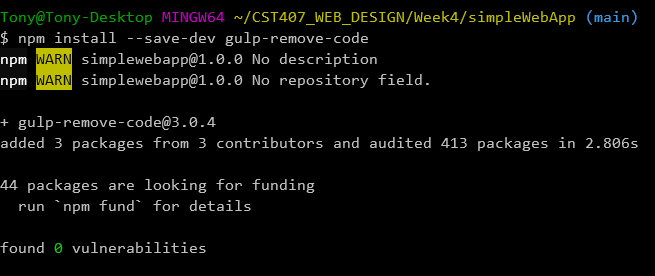 Tony@Tony-Desktop MINGW64 ~/CST407_WEB_DESIGN/Week4/simpleWebApp (main)
$ npm install --save-dev gulp-remove-code
npm WARN simplewebapp@1.0.0 No description
npm WARN simplewebapp@1.0.0 No repository field.
+ gulp-remove-code@3.0.4
added 3 packages from 3 contributors and audited 413 packages in 2.806s
44 packages are looking for funding
run `npm fund` for details
found 0 vulnerabilities